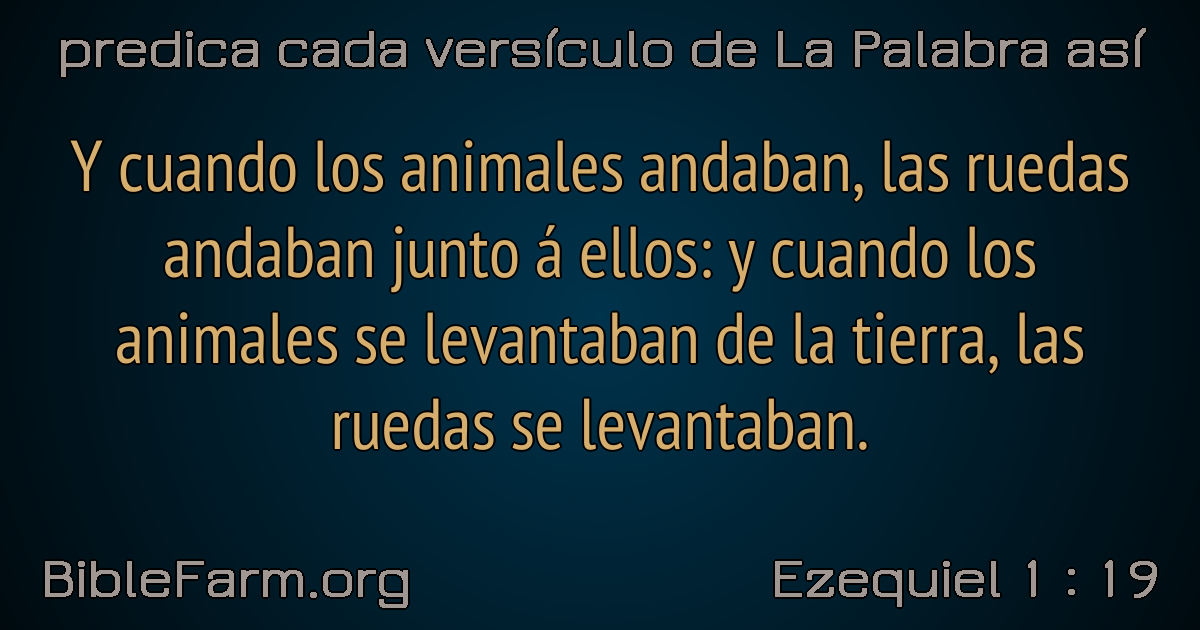 predica cada versículo de La Palabra así
Y cuando los animales andaban, las ruedas
andaban junto á ellos: y cuando los
animales se levantaban de la tierra, las
ruedas se levantaban.
BibleFarm.org
Ezequiel 1 : 19